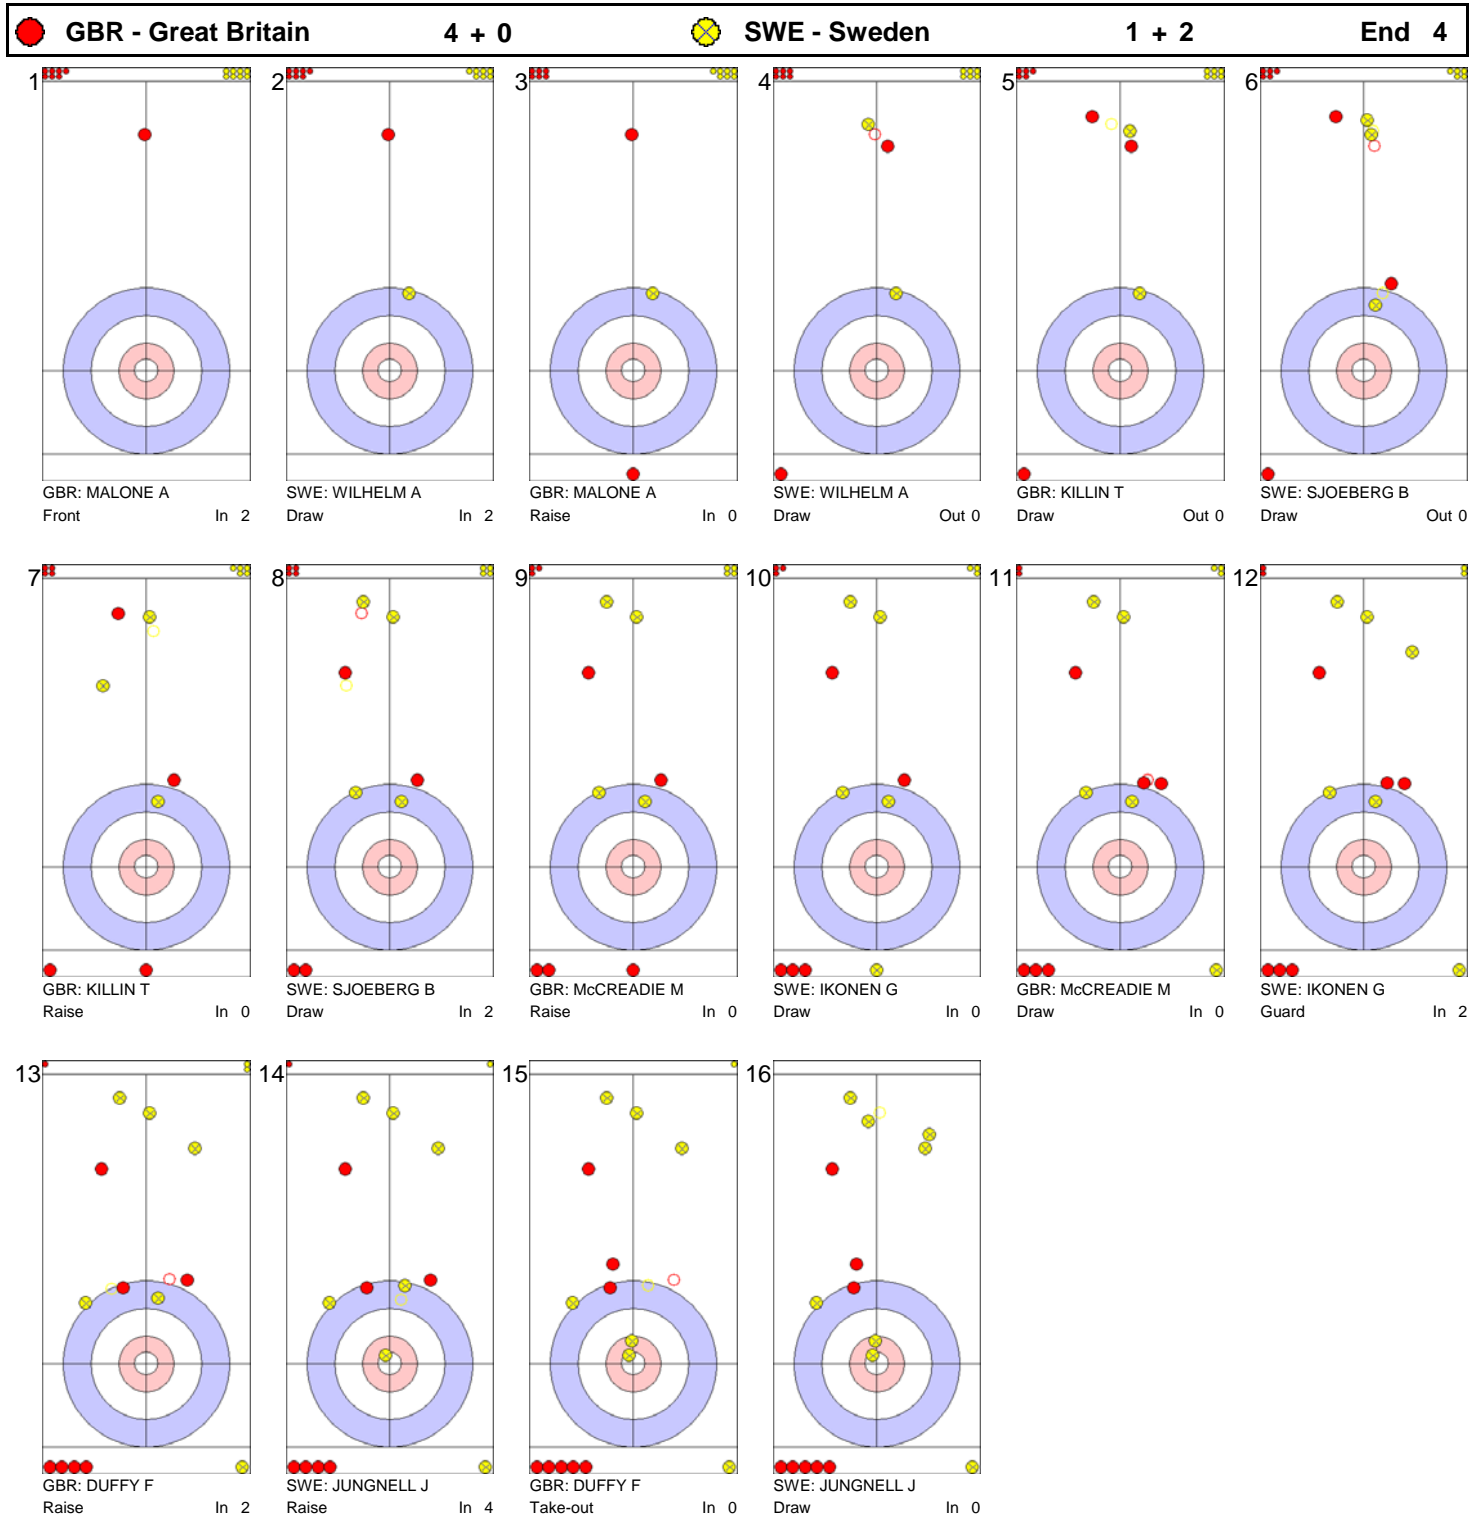 GBR - Great Britain 4 + 0 SWE - Sweden 1 + 2 End 4
1 2 3 4 5 6
GBR: MALONE A SWE: WILHELM A GBR: MALONE A SWE: WILHELM A GBR: KILLIN T SWE: SJOEBERG B
Front In 2 Draw In 2 Raise In 0 Draw Out 0 Draw Out 0 Draw Out 0
7 8 9 10 11 12
GBR: KILLIN T SWE: SJOEBERG B GBR: McCREADIE M SWE: IKONEN G GBR: McCREADIE M SWE: IKONEN G
Raise In 0 Draw In 2 Raise In 0 Draw In 0 Draw In 0 Guard In 2
13 14 15 16
GBR: DUFFY F SWE: JUNGNELL J GBR: DUFFY F SWE: JUNGNELL J
Raise In 2 Raise In 4 Take-out In 0 Draw In 0